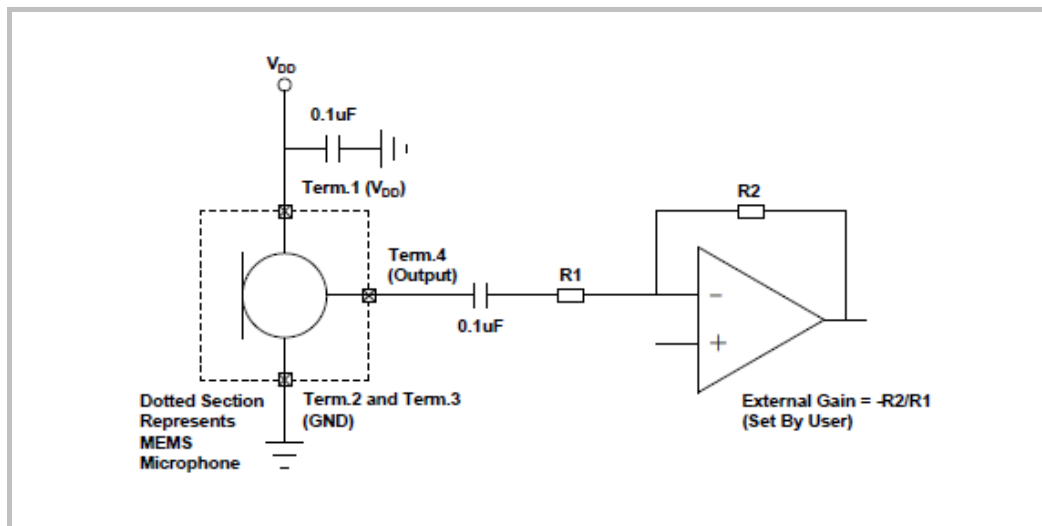 VDD
0.1uF
Term.1 (VDD)
R2
Term.4
(Output)
R1
0.1uF
−
+
Dotted Section
Represents
MEMS
Microphone
Term.2 and Term.3
(GND)
External Gain = -R2/R1
(Set By User)